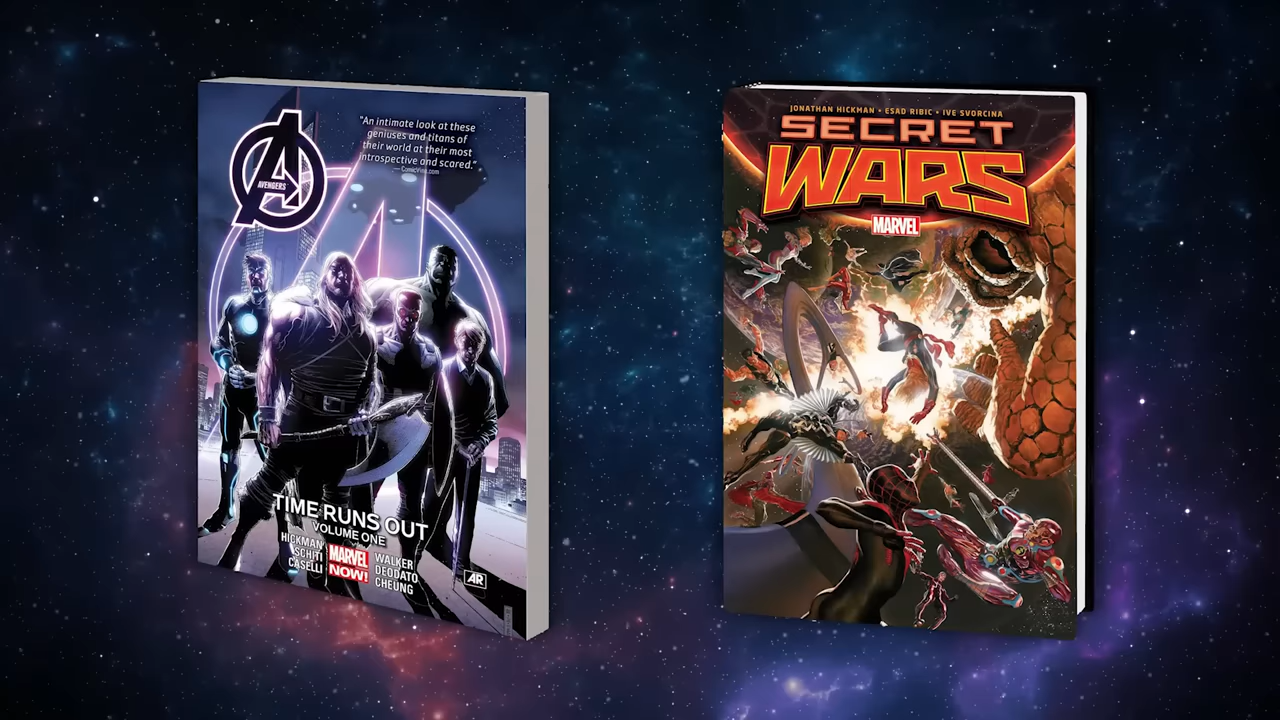 AVENGERS
"An intimate look at these
geniuses and titans of
their world at their most
introspective and scared."
— ComicVine.com
TIME RUNS OUT
VOLUME ONE
HICKMAN
SCHITI
CASELLI
MARVEL
NOW!
WALKER
DEODATO
CHEUNG
AR
JONATHAN HICKMAN • ESAD RIBIC • IVE SVORCINA
SECRET
WARS
MARVEL